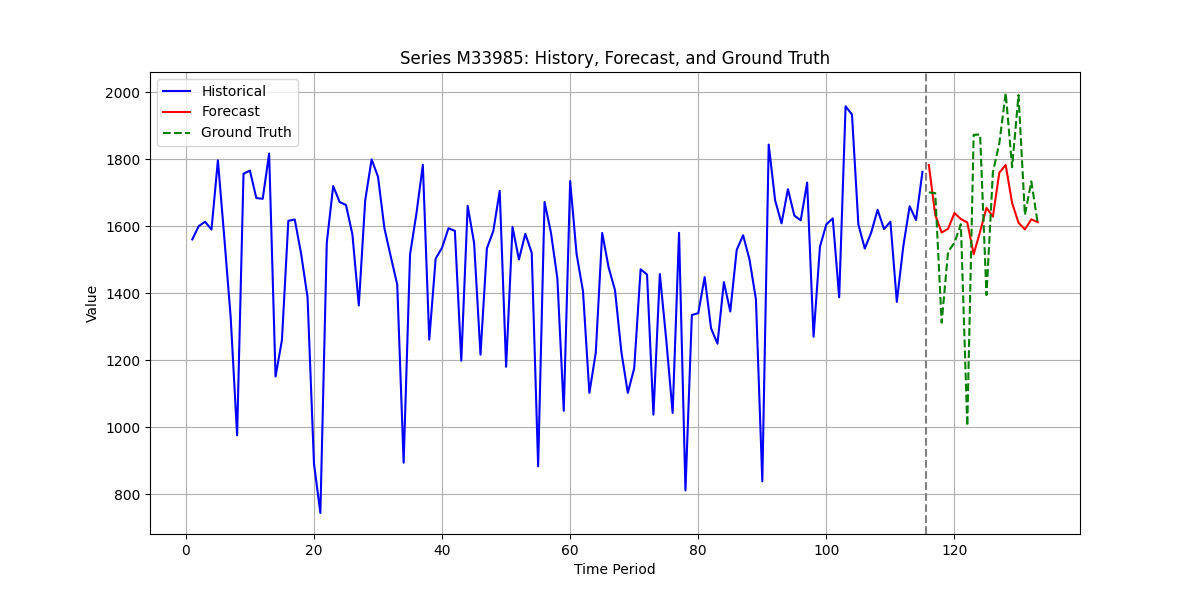 Series M33985: History, Forecast, and Ground Truth
Historical
Forecast
Ground Truth
Value
2000
1800
1600
1400
1200
1000
800
0 20 40 60 80 100 120
Time Period